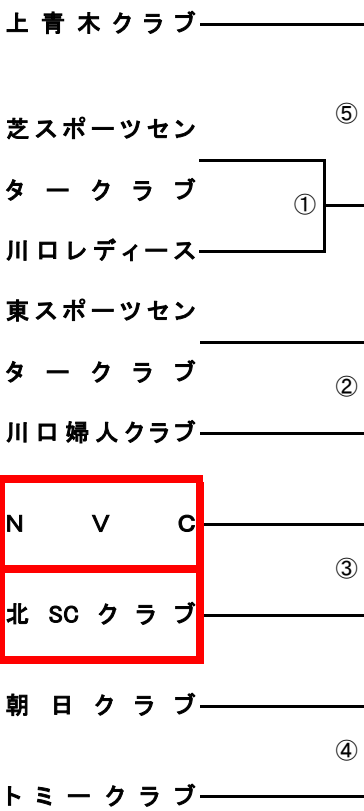 上青木クラブ
⑤
芝スポーツセン
タークラブ
①
川口レディース
東スポーツセン
タークラブ
②
川口婦人クラブ
NVC
③
北SCクラブ
朝日クラブ
④
トミークラブ